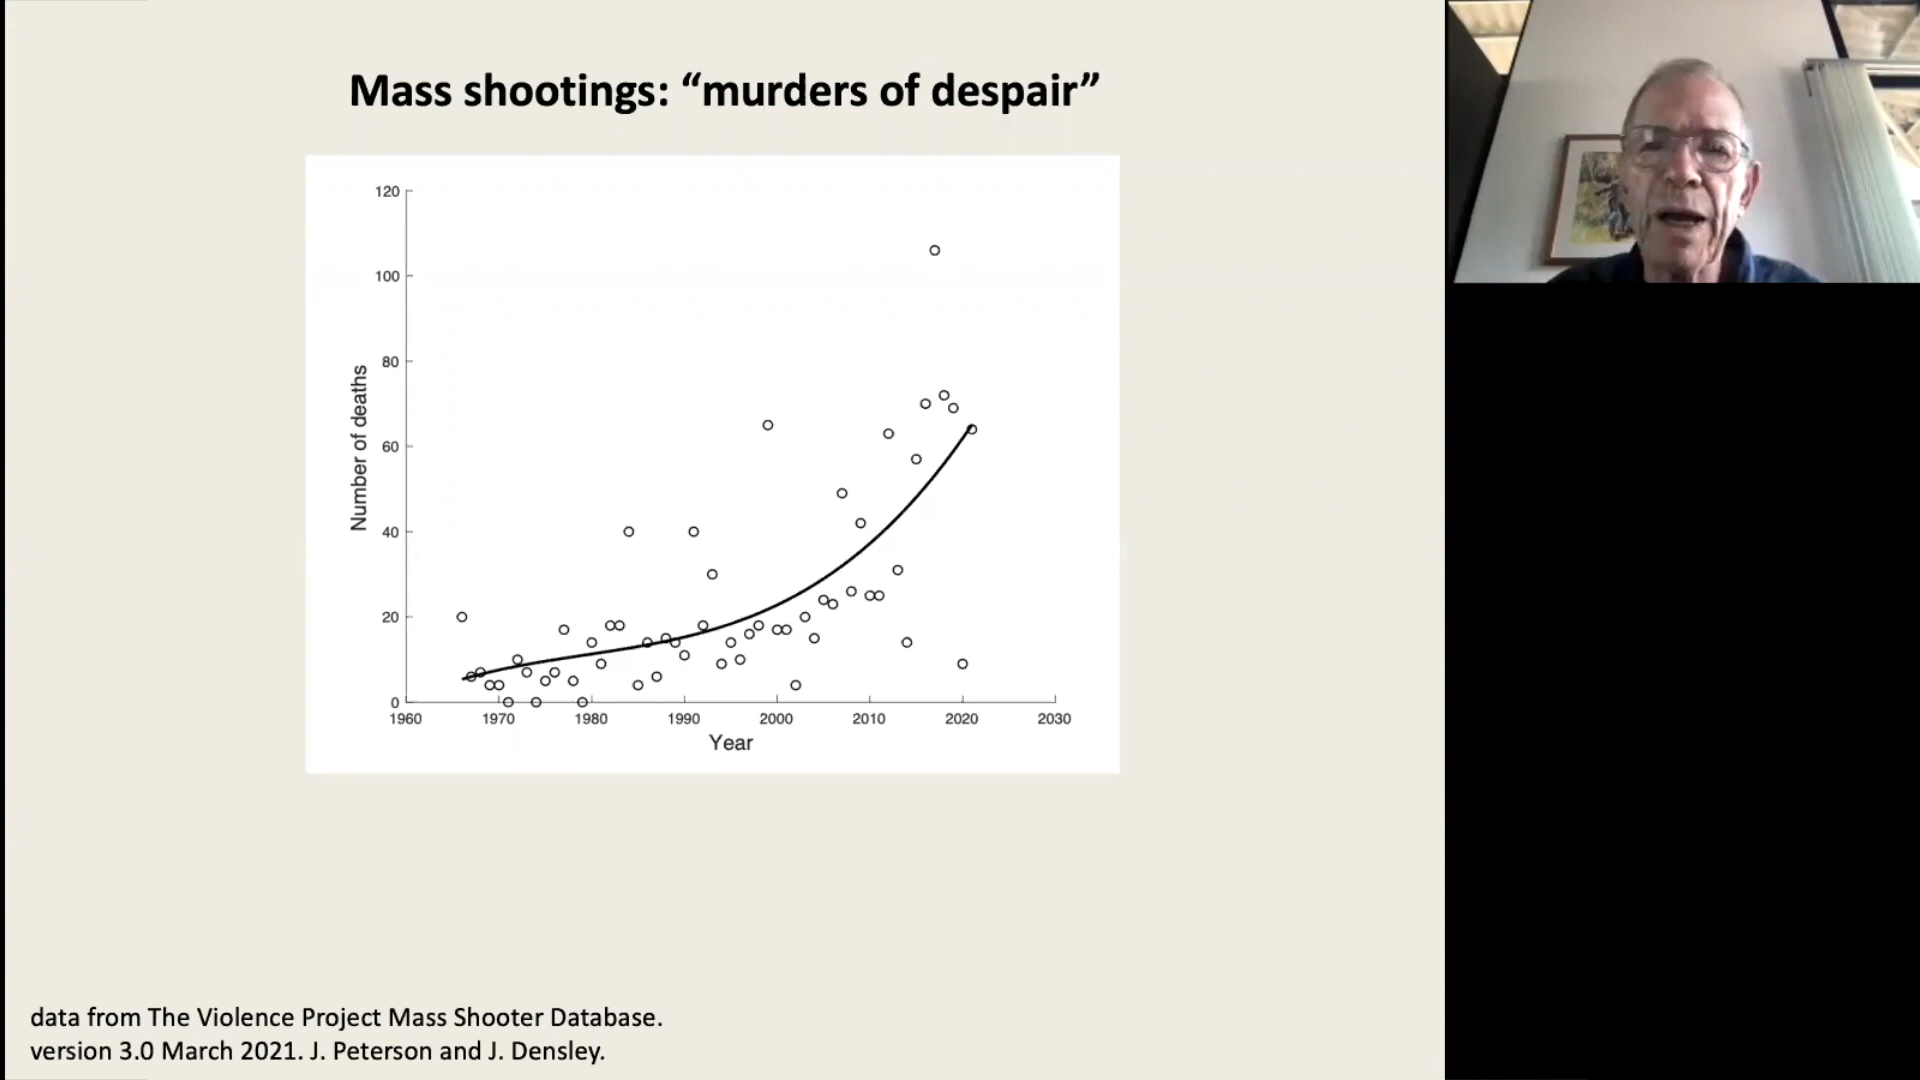 Mass shootings: “murders of despair”
120
100
80
60
40
20
0
Number of deaths
1960 1970 1980 1990 2000 2010 2020 2030
Year
data from The Violence Project Mass Shooter Database.
version 3.0 March 2021. J. Peterson and J. Densley.